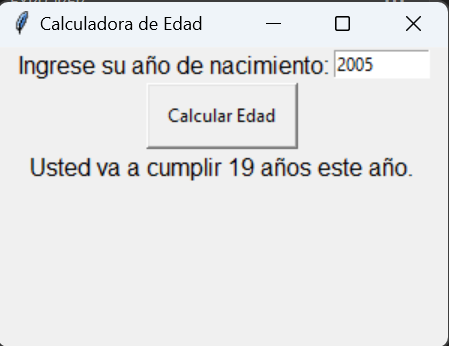 Calculadora de Edad
Ingrese su año de nacimiento: 2005
Calcular Edad
Usted va a cumplir 19 años este año.